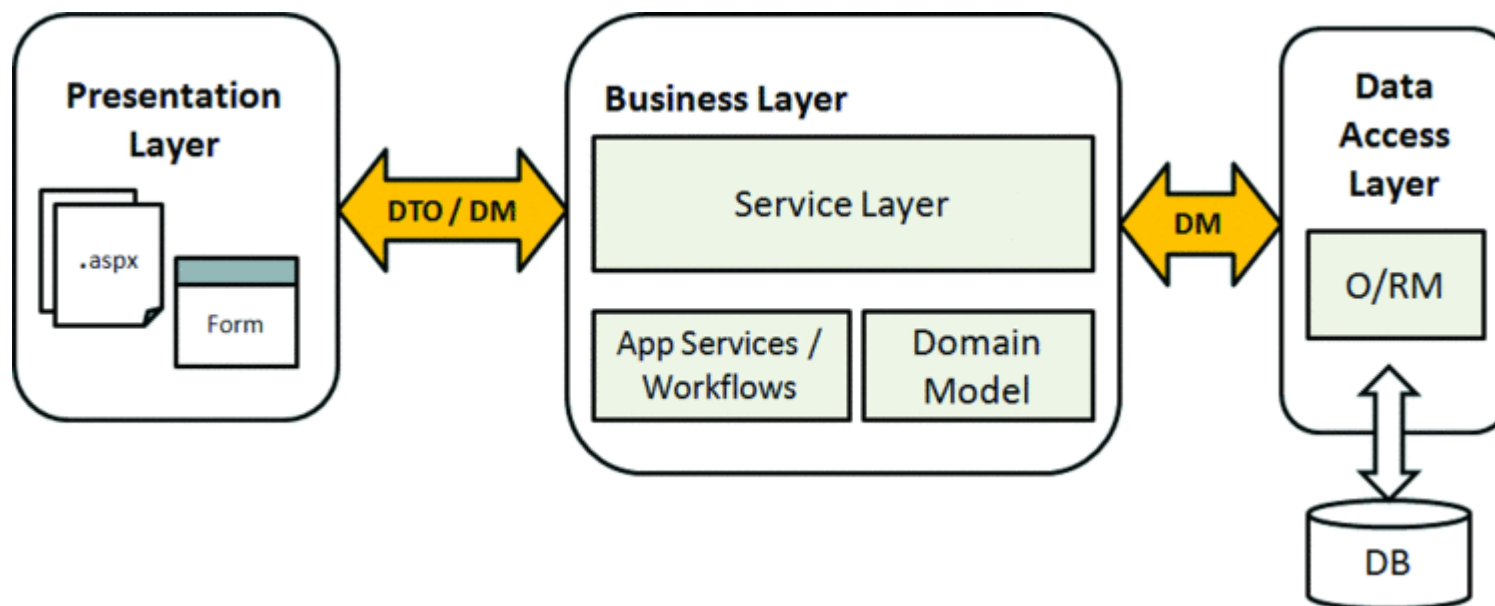 Presentation
Layer
.aspx
Form
DTO / DM
Business Layer
Service Layer
App Services /
Workflows
Domain
Model
DM
Data
Access
Layer
O/RM
DB